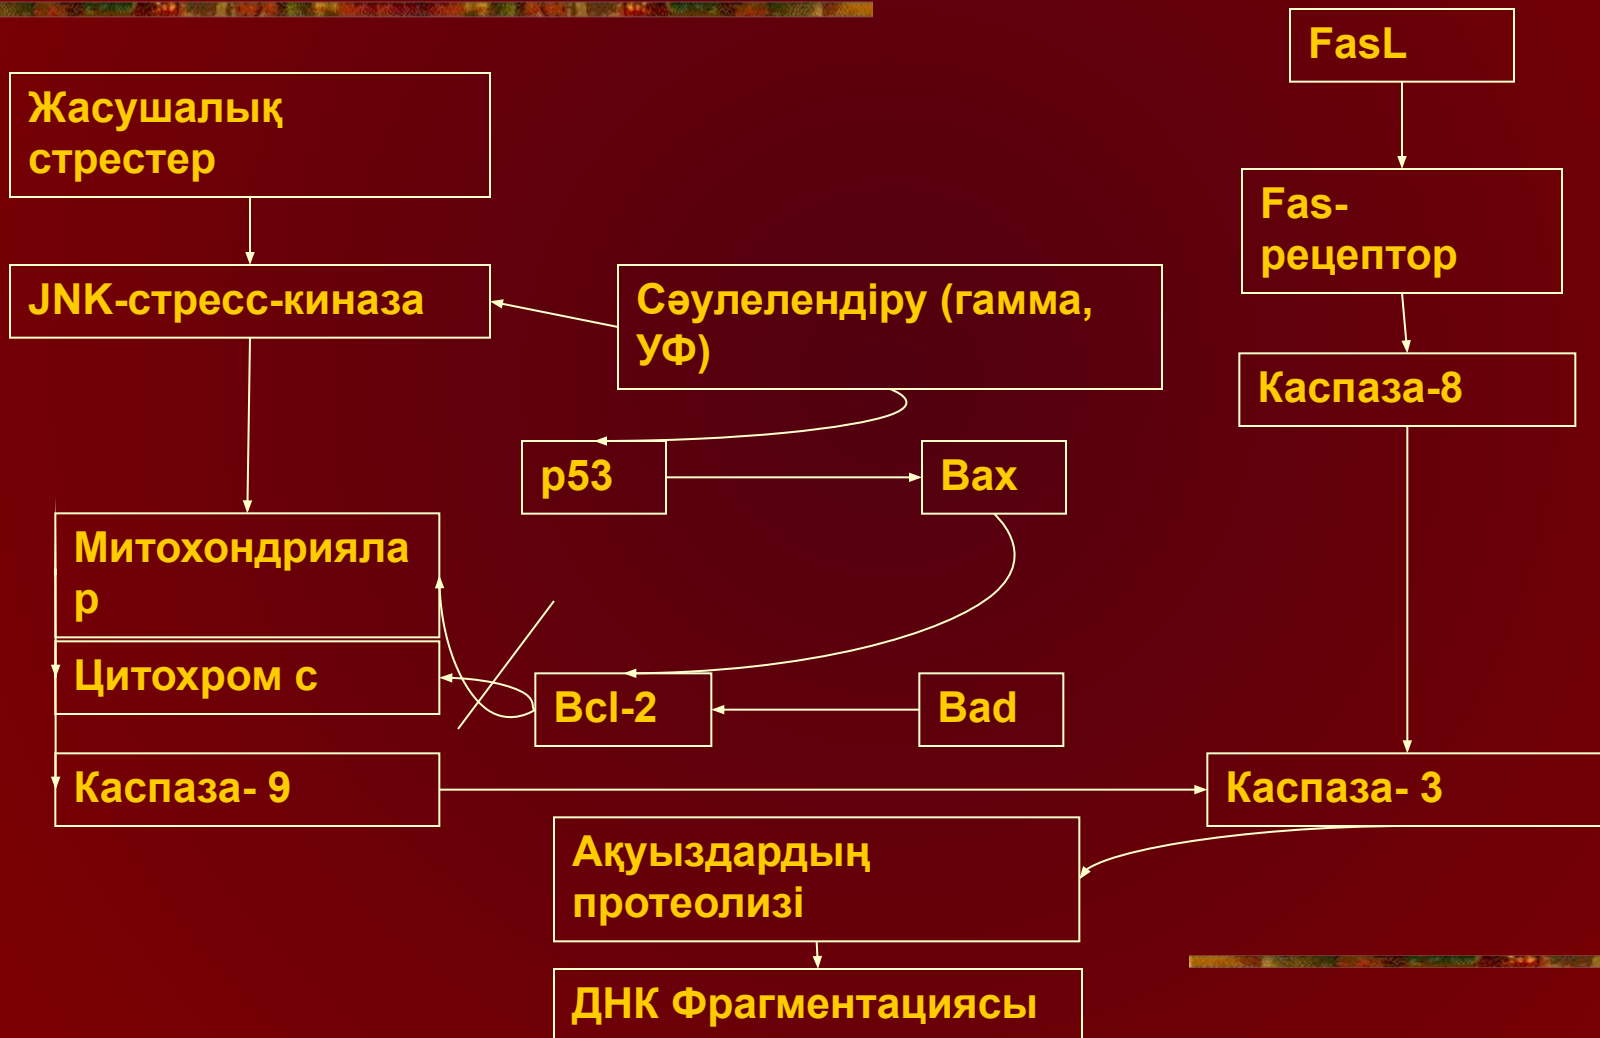 FasL
Жасушалық
стрестер
Fas-
рецептор
JNK-стресс-киназа
Сәулелендіру (гамма,
УФ)
Каспаза-8
p53
Bax
Митохондрияла
р
Цитохром с
Bcl-2
Bad
Каспаза- 9
Каспаза- 3
Ақуыздардың
протеолизі
ДНК Фрагментациясы